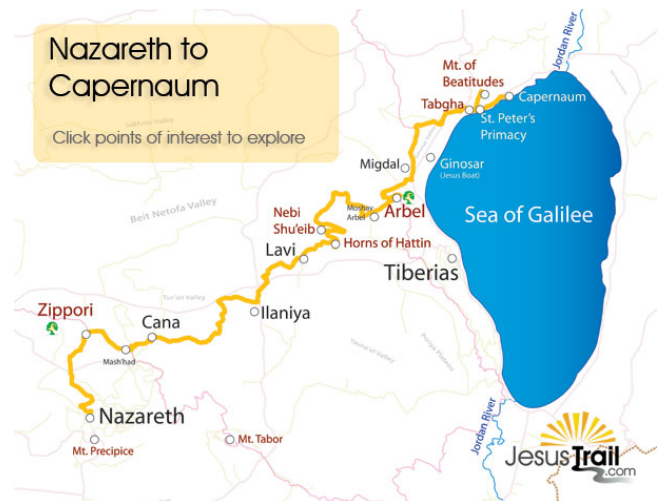 Nazareth to
Capernaum
Click points of interest to explore
Jordan River
Mt. of
Beatitudes
Capernaum
Tabgha
St. Peter's
Primacy
Migdal
Ginosar
(Jesus Boat)
Beit Netofa Valley
Moshav
Arbel
Arbel
Nebi
Shu'eib
Sea of Galilee
Horns of Hattin
Lavi
Tiberias
Tur'an Valley
Zippori
Ilaniya
Cana
Mash'had
Nazareth
Mt. Tabor
Mt. Precipice
Jordan River
JesusTrail
.com